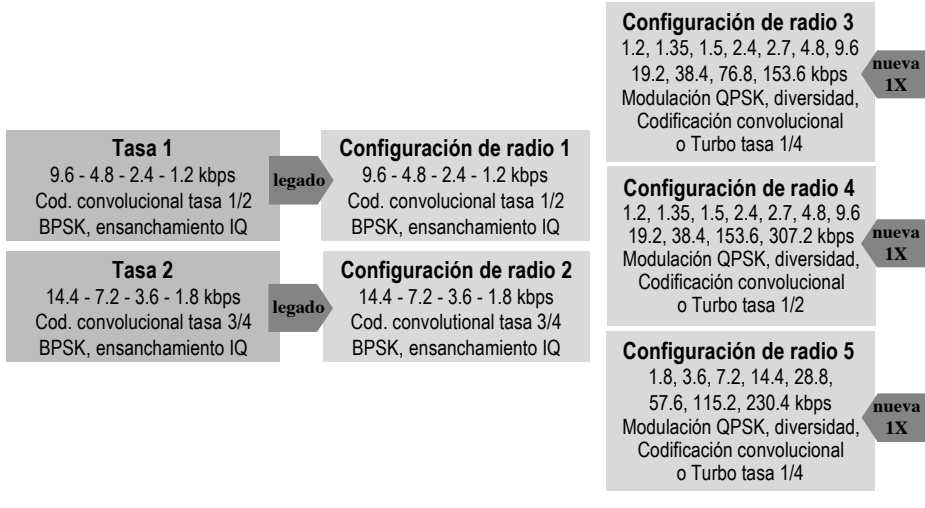 Tasa 1
9.6 - 4.8 - 2.4 - 1.2 kbps
Cod. convolucional tasa 1/2
BPSK, ensanchamiento IQ
legado
Configuración de radio 1
9.6 - 4.8 - 2.4 - 1.2 kbps
Cod. convolucional tasa 1/2
BPSK, ensanchamiento IQ
Tasa 2
14.4 - 7.2 - 3.6 - 1.8 kbps
Cod. convolucional tasa 3/4
BPSK, ensanchamiento IQ
legado
Configuración de radio 2
14.4 - 7.2 - 3.6 - 1.8 kbps
Cod. convolutional tasa 3/4
BPSK, ensanchamiento IQ
Configuración de radio 3
1.2, 1.35, 1.5, 2.4, 2.7, 4.8, 9.6
19.2, 38.4, 76.8, 153.6 kbps
Modulación QPSK, diversidad,
Codificación convolucional
o Turbo tasa 1/4
nueva
1X
Configuración de radio 4
1.2, 1.35, 1.5, 2.4, 2.7, 4.8, 9.6
19.2, 38.4, 153.6, 307.2 kbps
Modulación QPSK, diversidad,
Codificación convolucional
o Turbo tasa 1/2
nueva
1X
Configuración de radio 5
1.8, 3.6, 7.2, 14.4, 28.8,
57.6, 115.2, 230.4 kbps
Modulación QPSK, diversidad,
Codificación convolucional
o Turbo tasa 1/4
nueva
1X